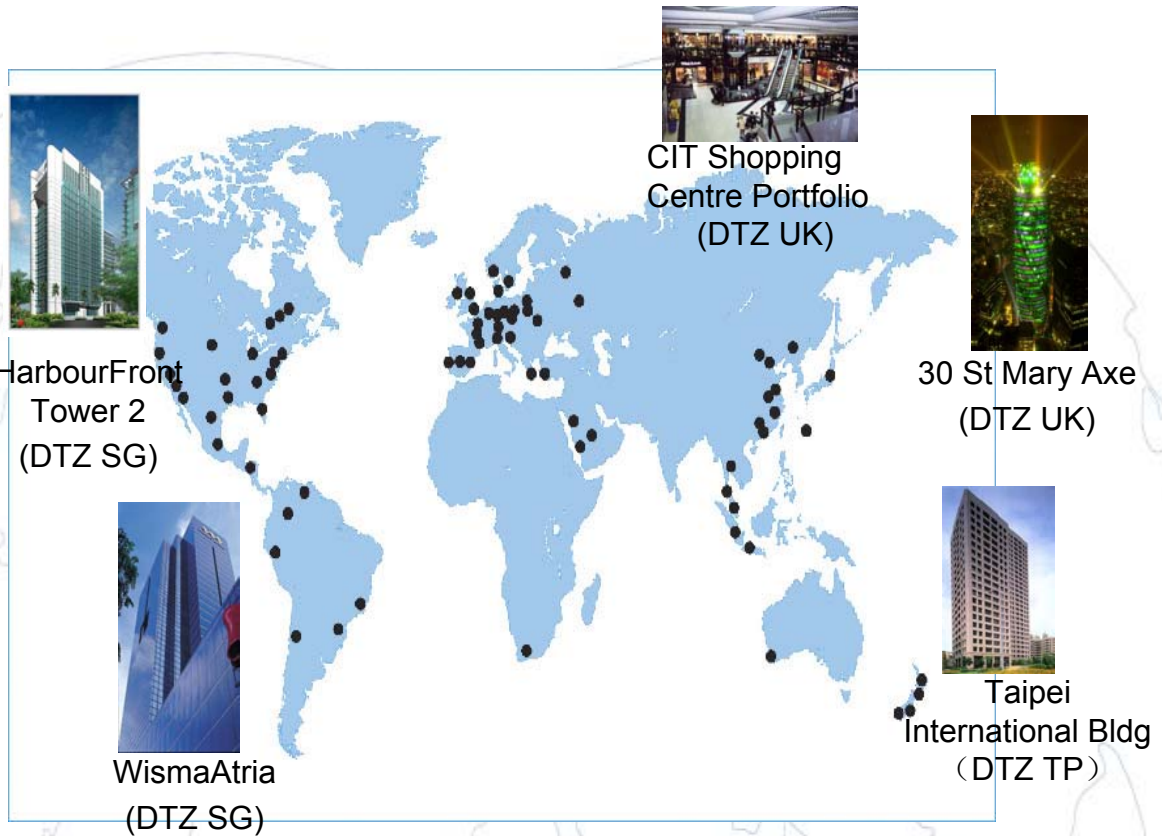 CIT Shopping
Centre Portfolio
(DTZ UK)
HarbourFront
Tower 2
(DTZ SG)
30 St Mary Axe
(DTZ UK)
WismaAtria
(DTZ SG)
Taipei
International Bldg
（DTZ TP）